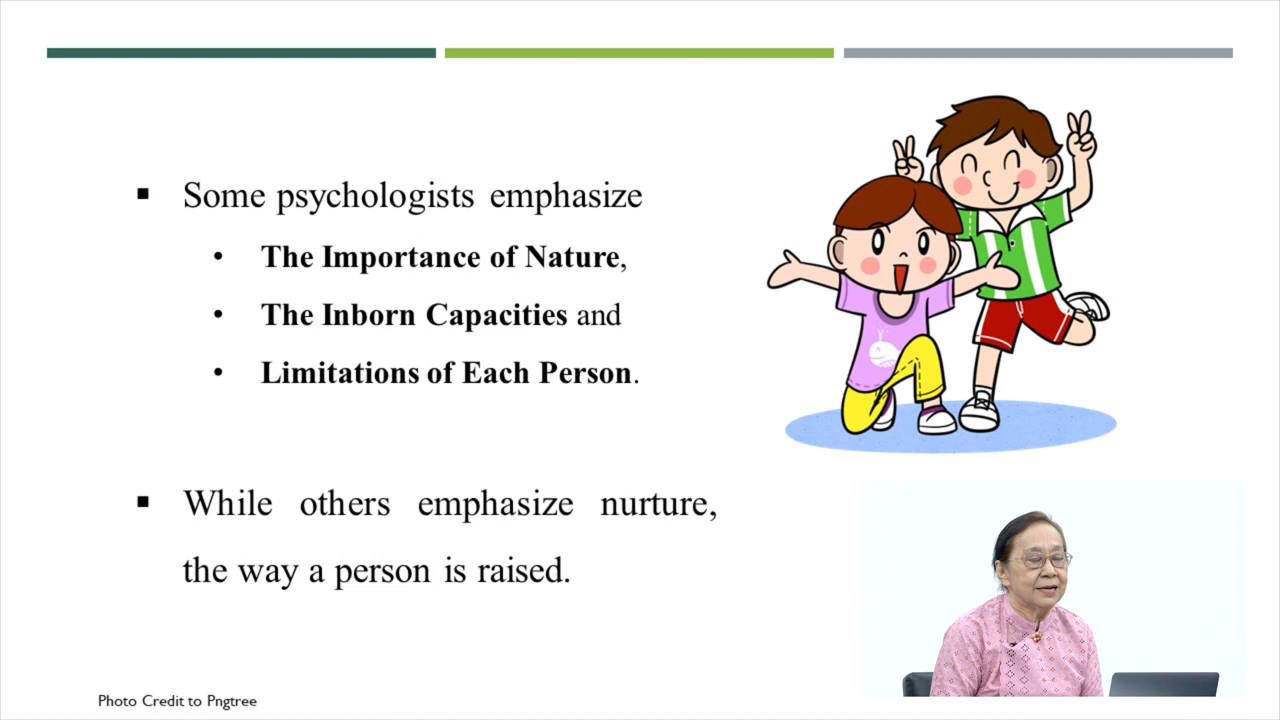 ▪ Some psychologists emphasize
• The Importance of Nature,
• The Inborn Capacities and
• Limitations of Each Person.
▪ While others emphasize nurture,
the way a person is raised.
Photo Credit to Pngtree